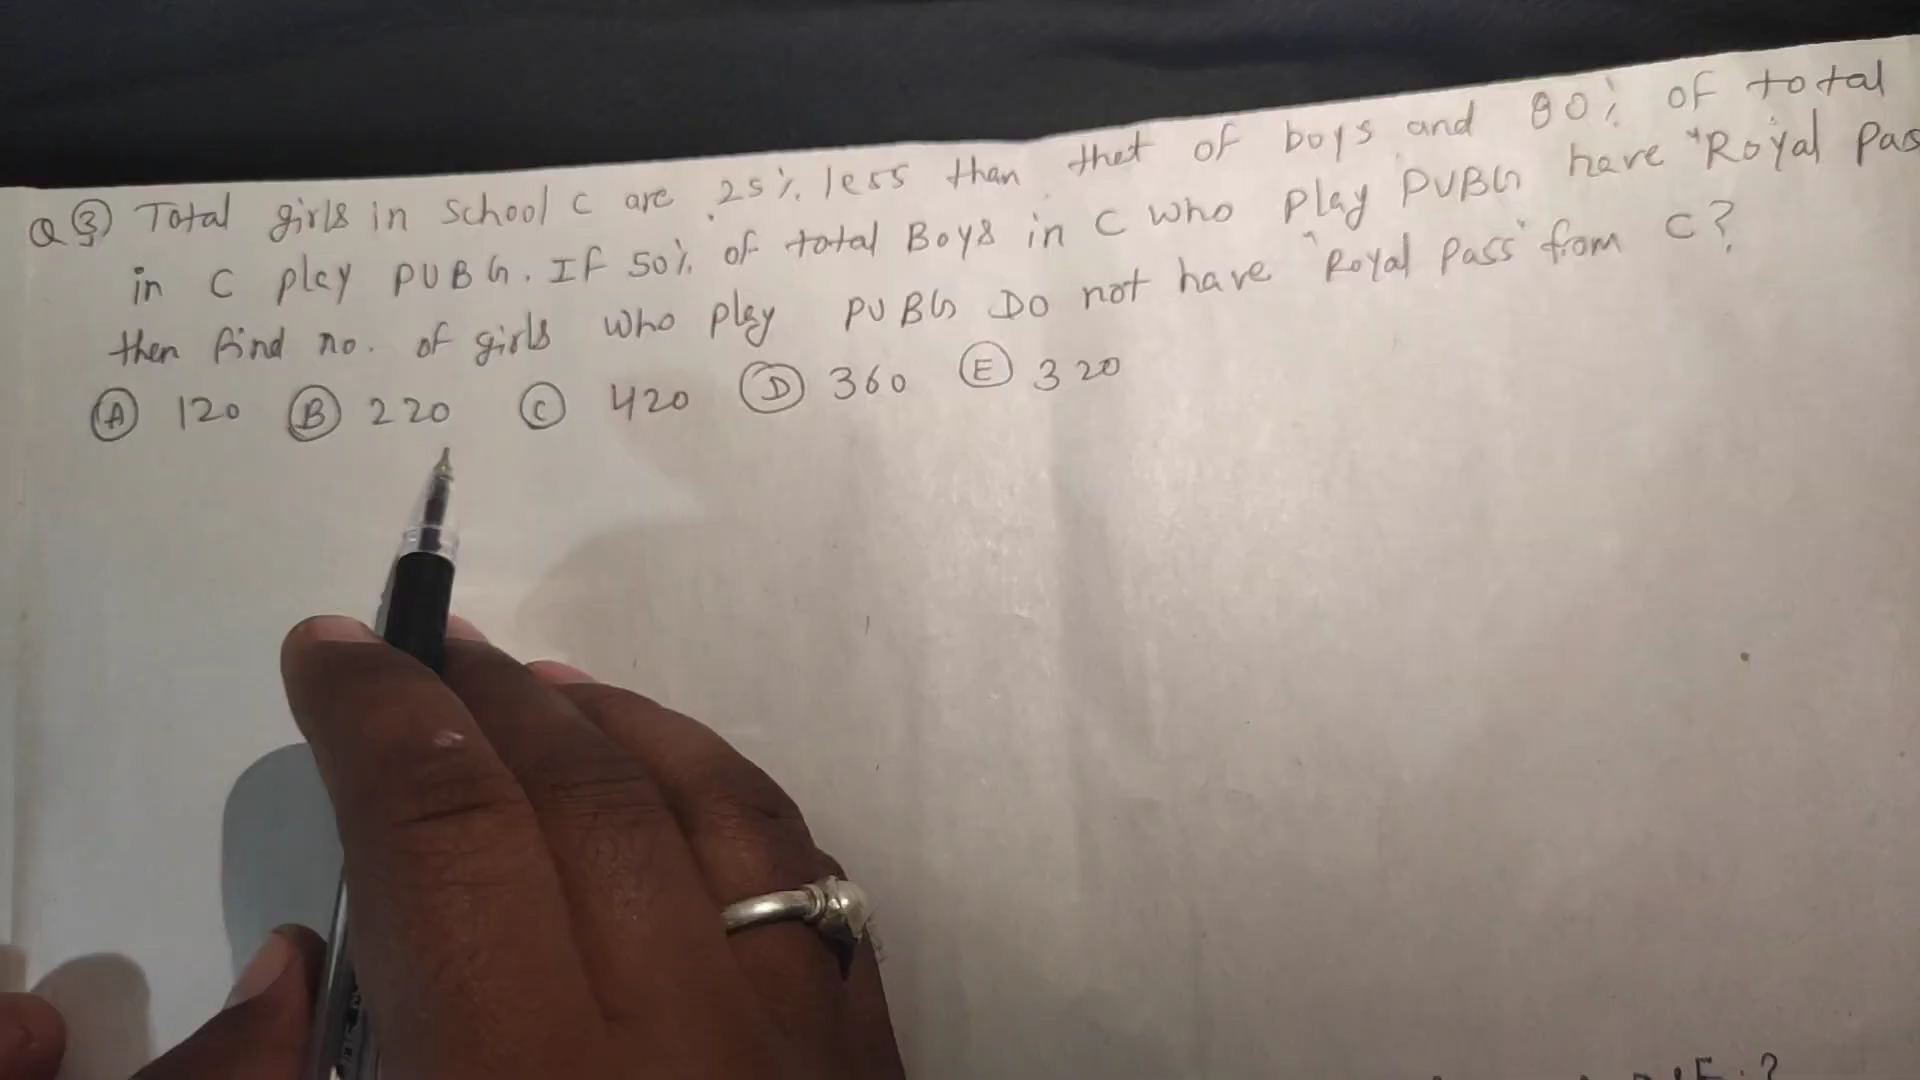 Q③ Total girls in school C are 25% less than thet of boys and 80% of total
in C play PUBG. If 50% of total Boys in C who play PUBG have "Royal Pas
then find no. of girls who play PUBG Do not have "Royal Pass" from C?
Ⓐ 120 Ⓑ 220 Ⓒ 420 Ⓓ 360 Ⓔ 320